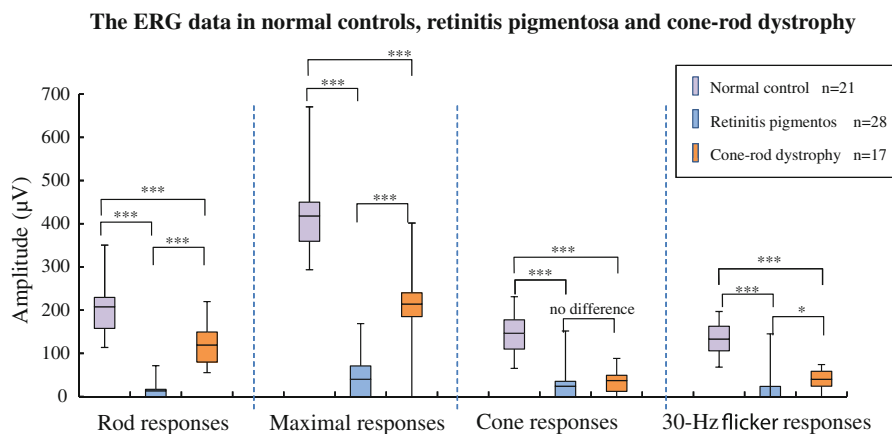 The ERG data in normal controls, retinitis pigmentosa and cone-rod dystrophy
Normal control n=21
Retinitis pigmentos n=28
Cone-rod dystrophy n=17
Amplitude (µV)
700
600
500
400
300
200
100
0
***
***
***
***
***
***
***
***
no difference
***
***
*
Rod responses
Maximal responses
Cone responses
30-Hz flicker responses